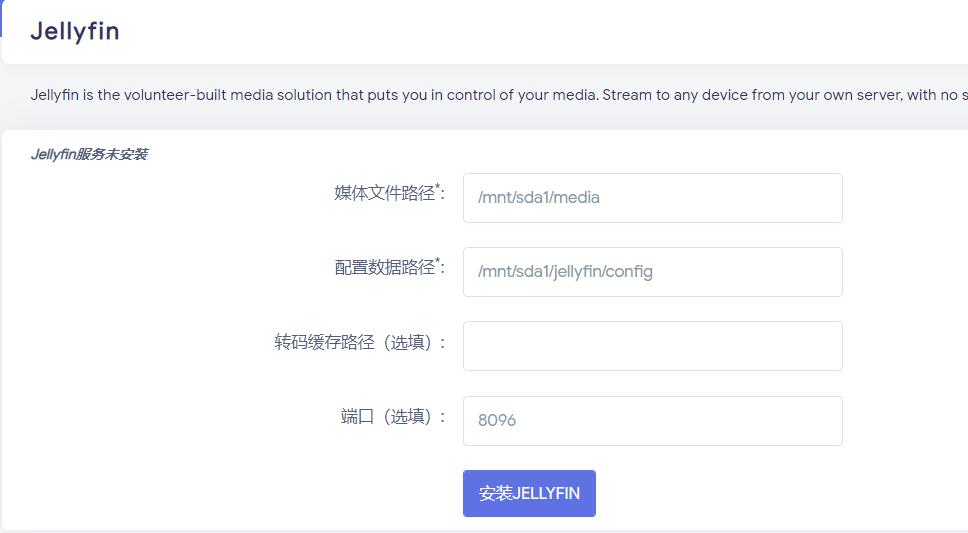 Jellyfin
Jellyfin is the volunteer-built media solution that puts you in control of your media. Stream to any device from your own server, with no
Jellyfin服务未安装
媒体文件路径*: /mnt/sda1/media
配置数据路径*: /mnt/sda1/jellyfin/config
转码缓存路径（选填）:
端口（选填）: 8096
安装JELLYFIN